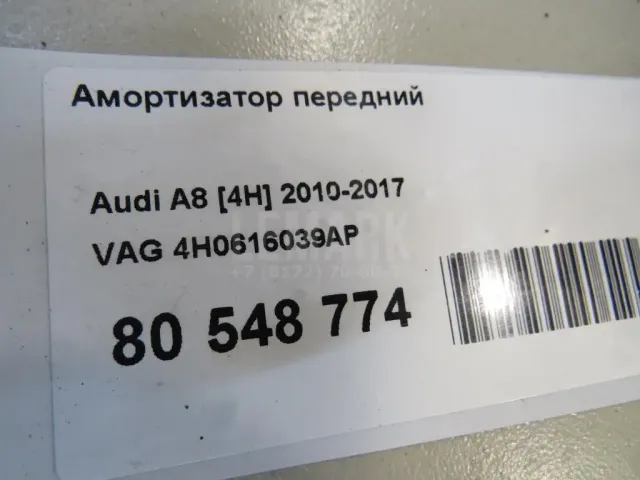 Амортизатор передний
Audi A8 [4H] 2010-2017
VAG 4H0616039AP
80 548 774